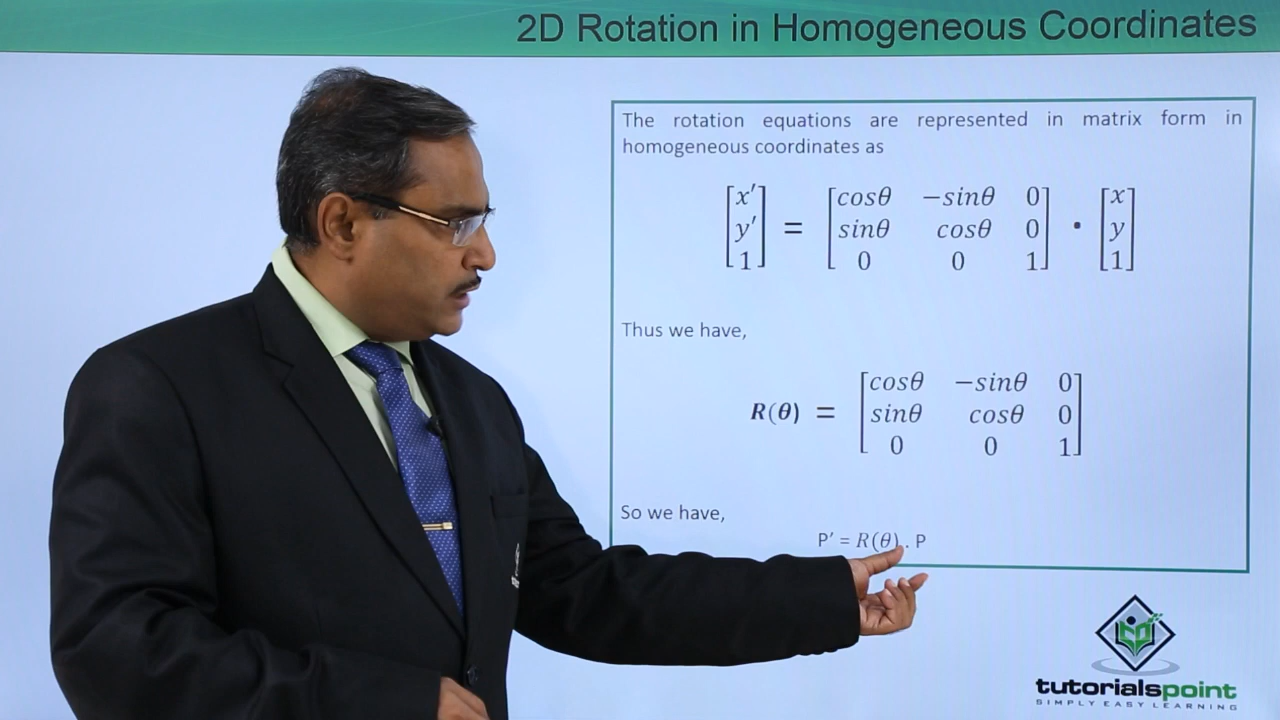 2D Rotation in Homogeneous Coordinates
The rotation equations are represented in matrix form in
homogeneous coordinates as
[x′] = [cosθ −sinθ 0] · [x]
[y′] [sinθ cosθ 0] [y]
[1] [0 0 1] [1]
Thus we have,
R(θ) = [cosθ −sinθ 0]
[sinθ cosθ 0]
[0 0 1]
So we have,
P′ = R(θ) . P
tutorialspoint
SIMPLY EASY LEARNING